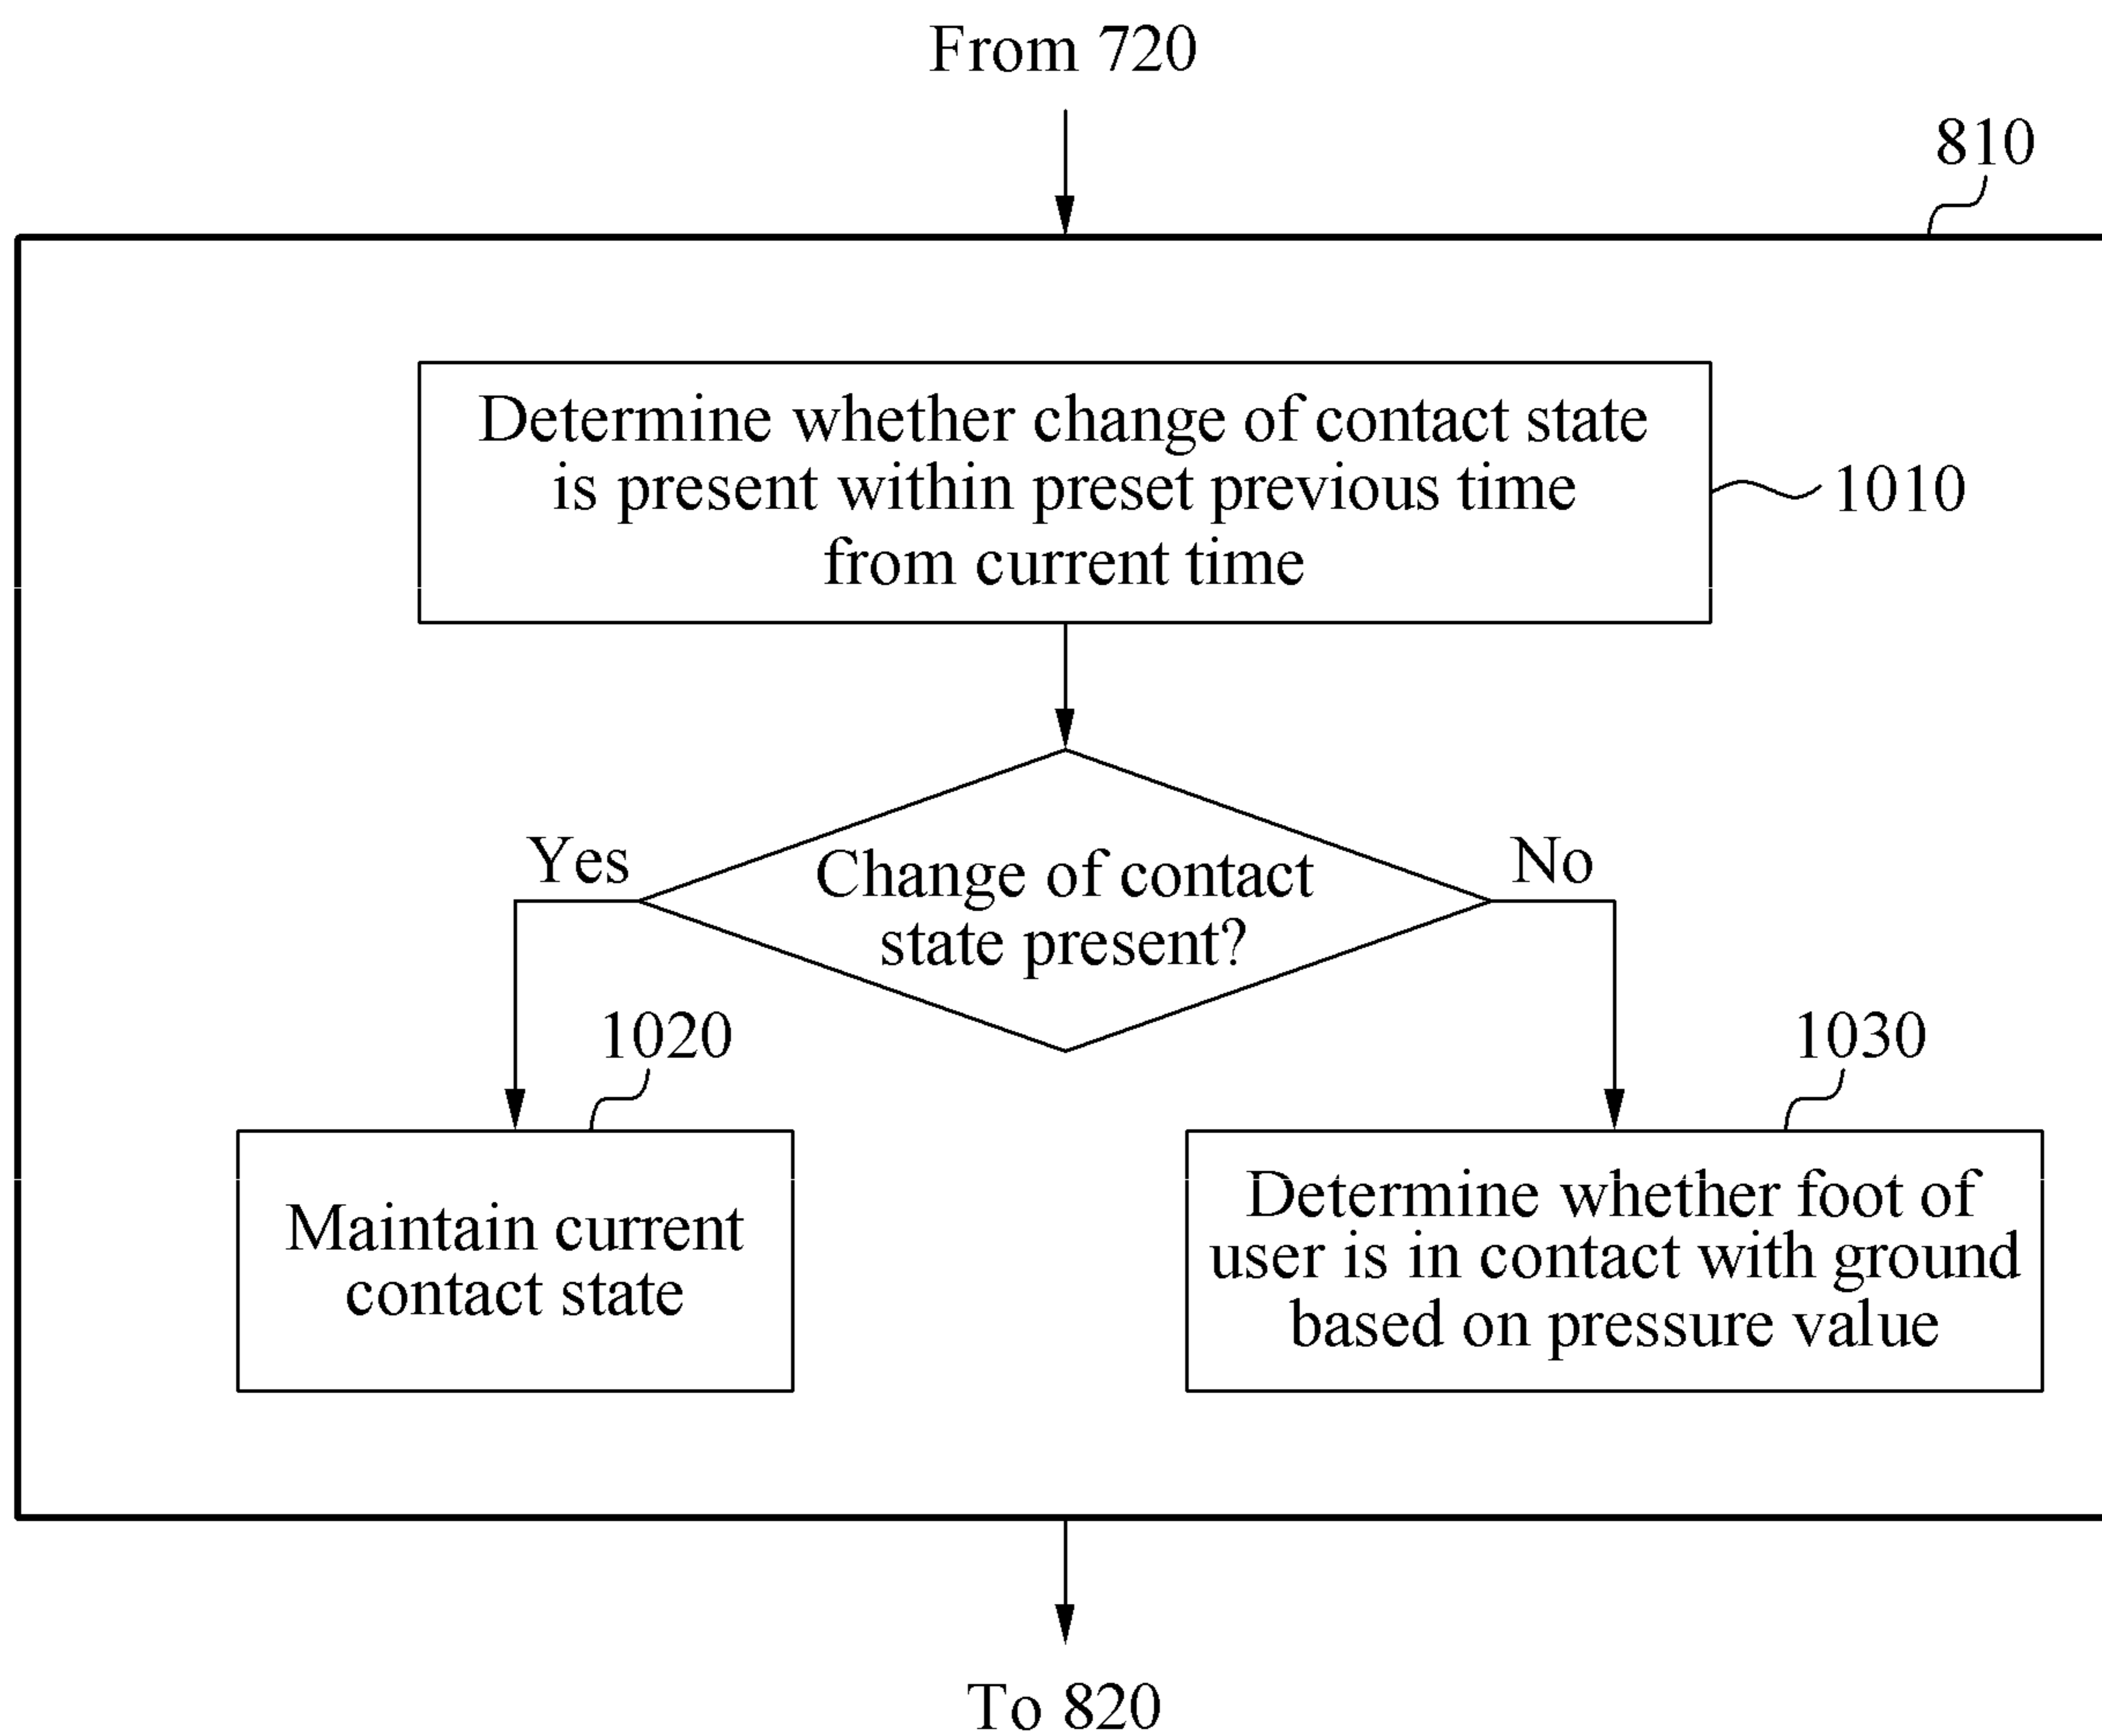 From 720
810
Determine whether change of contact state
is present within preset previous time
from current time
1010
Change of contact
state present?
Yes
No
1020
1030
Maintain current
contact state
Determine whether foot of
user is in contact with ground
based on pressure value
To 820